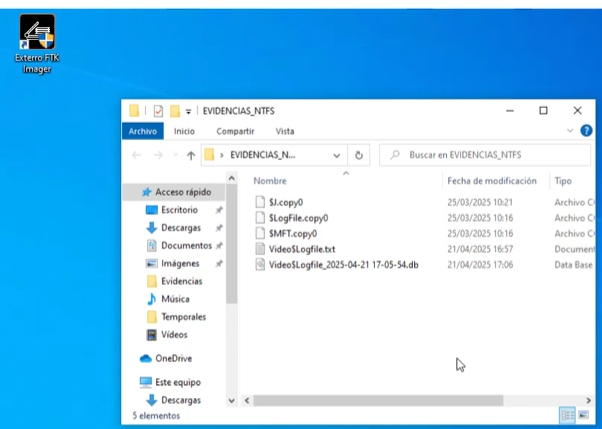 Exterro FTK
Imager
EVIDENCIAS_NTFS
Archivo Inicio Compartir Vista
EVIDENCIAS_N...
Buscar en EVIDENCIAS_NTFS
Nombre Fecha de modificación Tipo
Acceso rápido
Escritorio
Descargas
Documentos
Imágenes
Evidencias
Música
Temporales
Vídeos
OneDrive
Este equipo
Descargas
$J.copy0 25/03/2025 10:21 Archivo C
$LogFile.copy0 25/03/2025 10:16 Archivo C
$MFT.copy0 25/03/2025 10:16 Archivo C
Video$Logfile.txt 21/04/2025 16:57 Document
Video$Logfile_2025-04-21 17-05-54.db 21/04/2025 17:06 Data Base
5 elementos